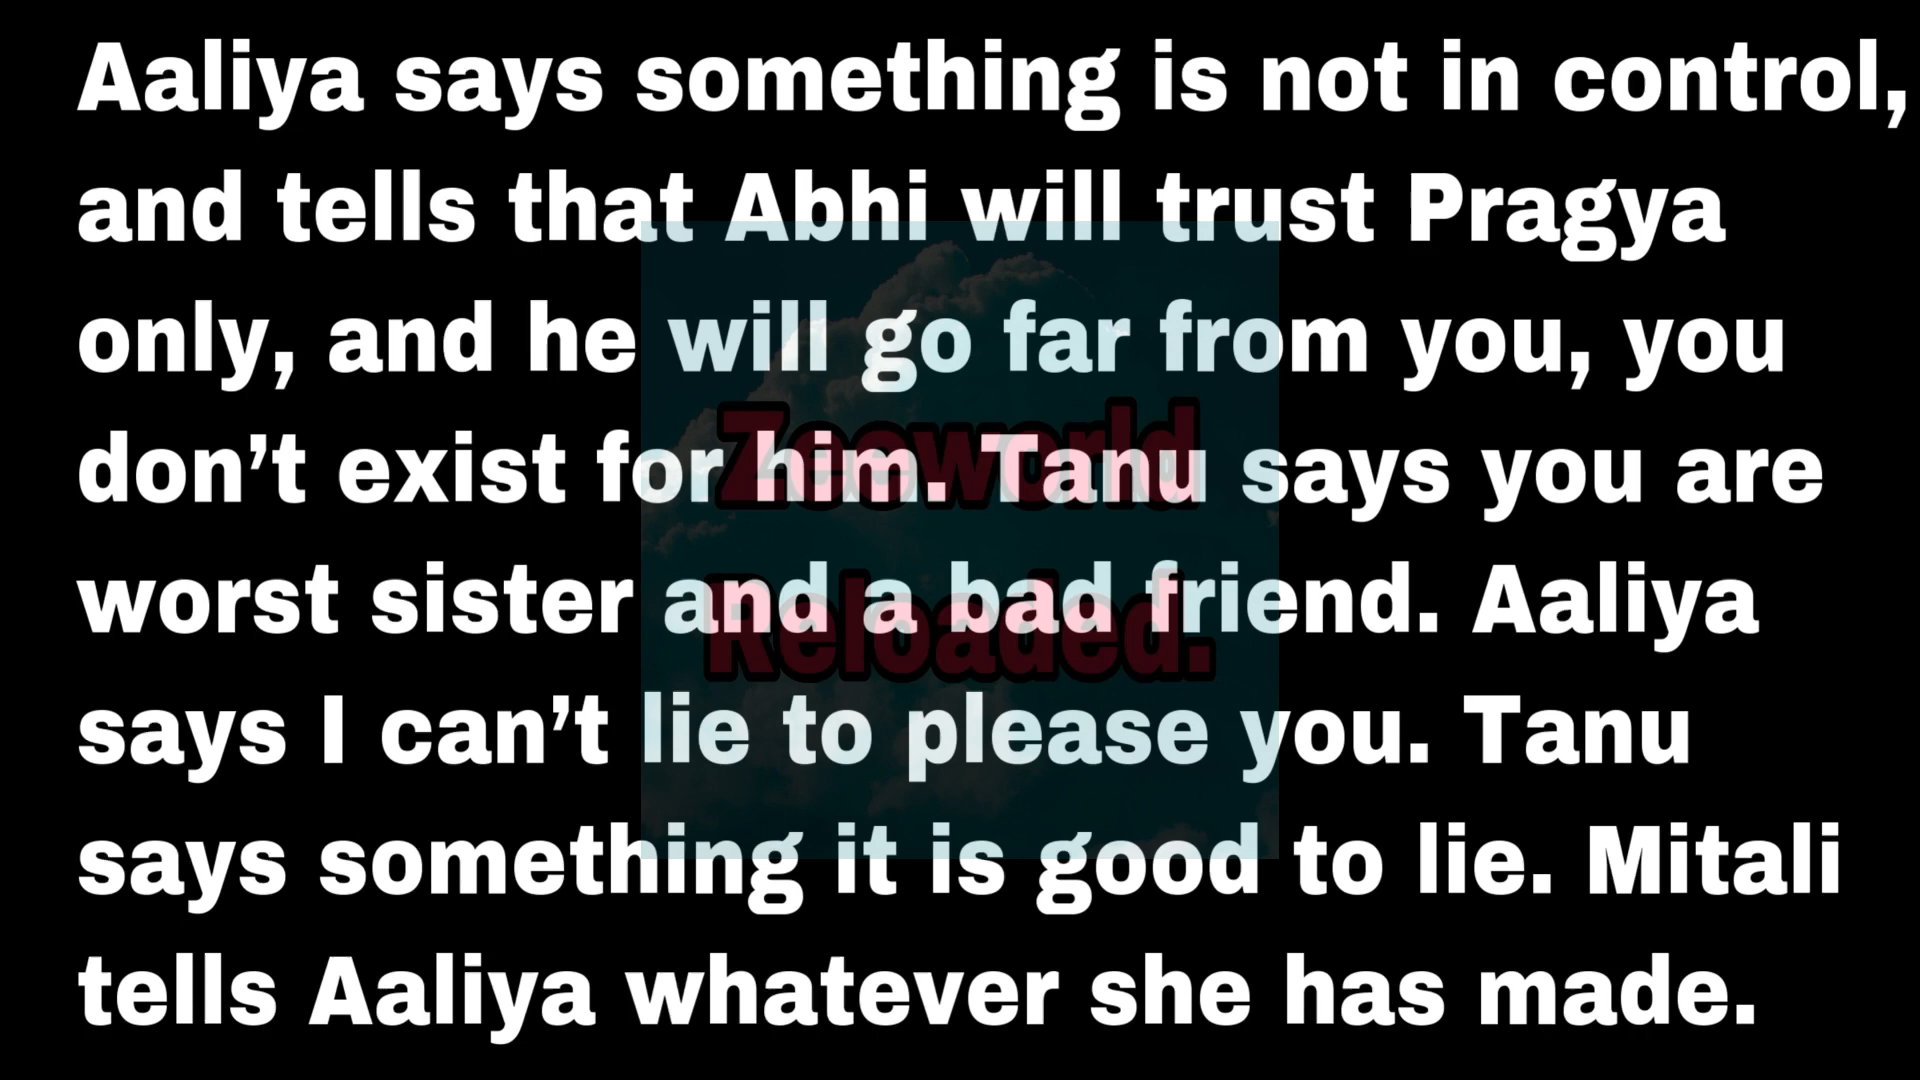 Aaliya says something is not in control,
and tells that Abhi will trust Pragya
only, and he will go far from you, you
don’t exist for him. Tanu says you are
Zeeworld
worst sister and a bad friend. Aaliya
Reloaded.
says I can’t lie to please you. Tanu
says something it is good to lie. Mitali
tells Aaliya whatever she has made.